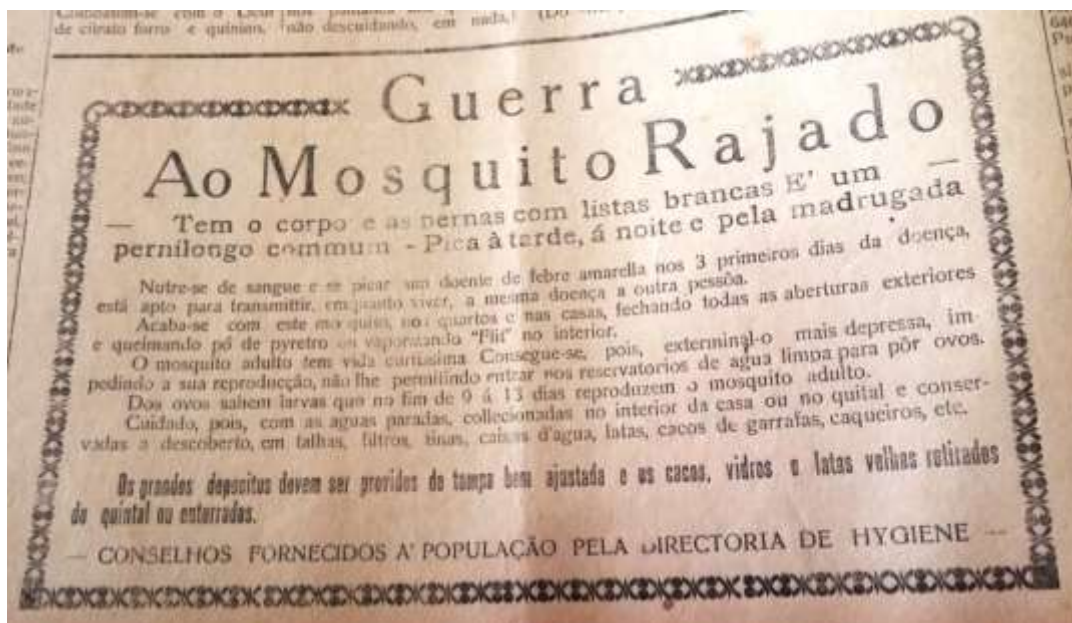 de citrato ferro e quinino. não descuidando, em nada,
Guerra
Ao Mosquito Rajado
— Tem o corpo e as pernas com listas brancas E' um —
pernilongo commum - Pica à tarde, á noite e pela madrugada
Nutre-se de sangue e se picar um doente de febre amarella nos 3 primeiros dias da doença,
está apto para transmittir, emquanto viver, a mesma doença a outra pessôa.
Acaba-se com este mosquito, nos quartos e nas casas, fechando todas as aberturas exteriores
e queimando pó de pyretro ou vaporizando "Flit" no interior.
O mosquito adulto tem vida curtissima Consegue-se, pois, exterminal-o mais depressa, im
pedindo a sua reproducção, não lhe permittindo entrar nos reservatorios de agua limpa para pôr ovos.
Dos ovos sahem larvas que no fim de 9 á 13 dias reproduzem o mosquito adulto.
Cuidado, pois, com as aguas paradas, collecionadas no interior da casa ou no quital e conser-
vadas a descoberto, em talhas, filtros, tinas, caixas d'agua, latas, cacos de garrafas, caqueiros, etc.
Os grandes depositus devem ser providos de tampa bem ajustada e os cacos, vidros e latas velhas retirados
do quintal ou enterrados.
— CONSELHOS FORNECIDOS A' POPULAÇÃO PELA DIRECTORIA DE HYGIENE —